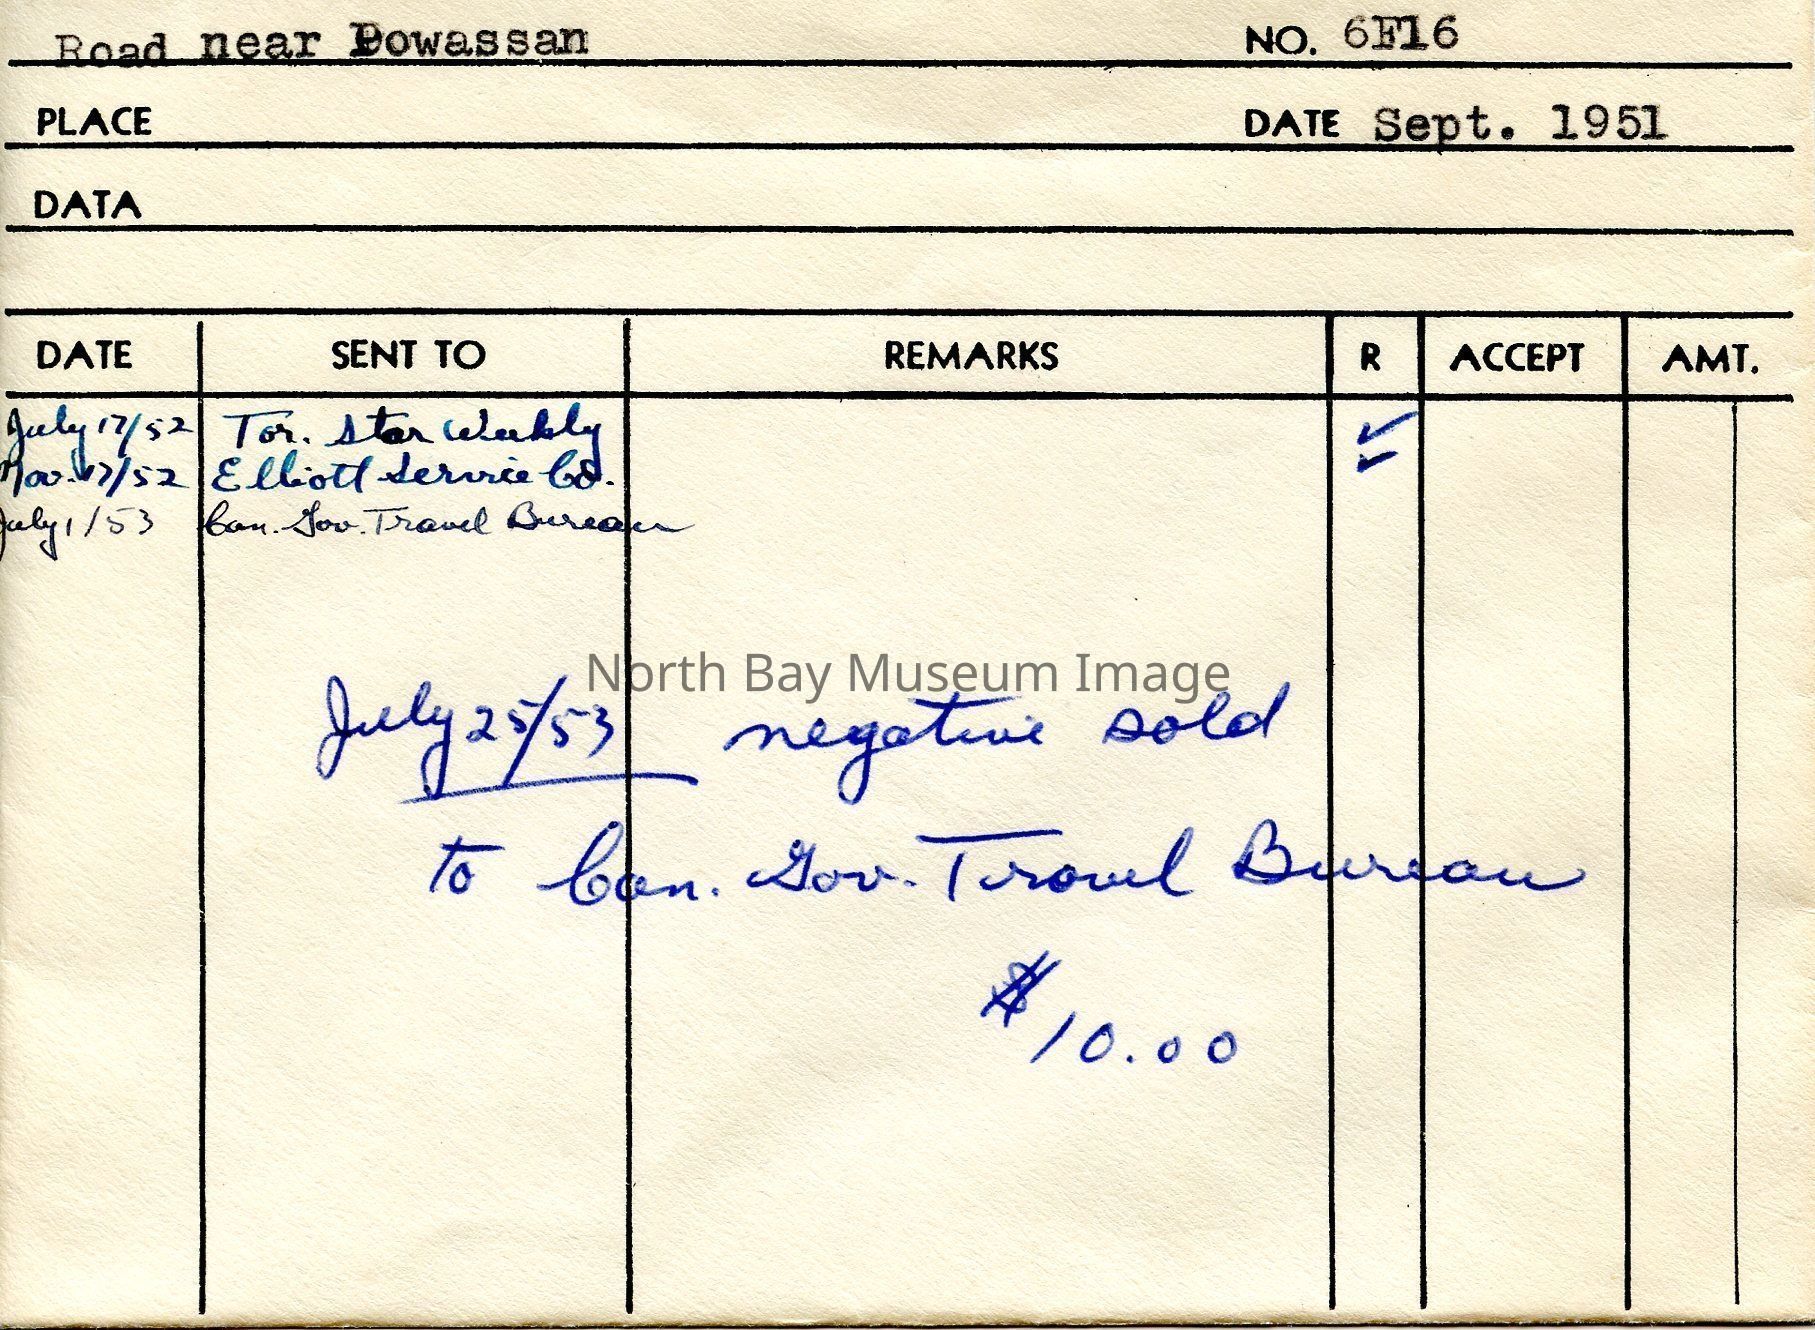 Road near Powassan NO. 6F16
PLACE DATE Sept. 1951
DATA
DATE SENT TO REMARKS R ACCEPT AMT.
July 17/52 Tor. Star Weekly ✓
Nov. 17/52 Elliott Service Co. ✓
July 1/53 Can. Gov. Travel Bureau
North Bay Museum Image
July 25/53 negative sold
to Can. Gov. Travel Bureau
$10.00